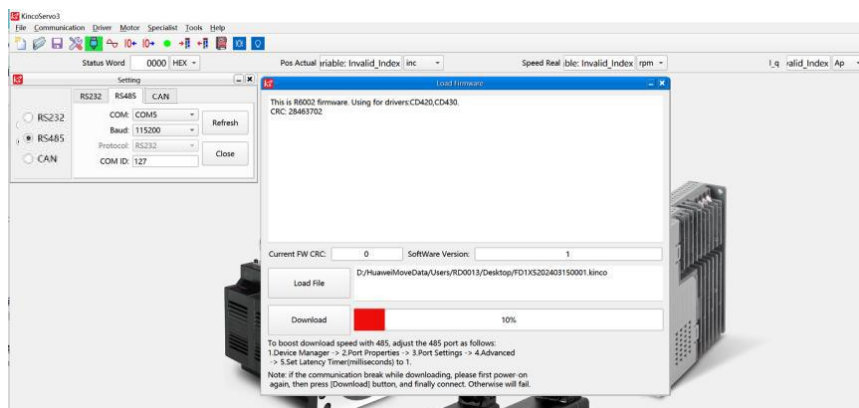 KincoServo3
File Communication Driver Motor Specialist Tools Help
Status Word 0000 HEX Pos Actual ariable: Invalid_Index inc Speed Real ible: Invalid_Index rpm I_q valid_Index Ap
Setting
RS232 RS485 CAN
RS232
RS485
CAN
COM: COM5
Baud: 115200
Protocol: RS232
COM ID: 127
Refresh
Close
Load Firmware
This is R6002 firmware. Using for drivers:CD420,CD430.
CRC: 28463702
Current FW CRC: 0 SoftWare Version: 1
Load File D:/HuaweiMoveData/Users/RD0013/Desktop/FD1X5202403150001.kinco
Download 10%
To boost download speed with 485, adjust the 485 port as follows:
1.Device Manager -> 2.Port Properties -> 3.Port Settings -> 4.Advanced
-> 5.Set Latency Timer(milliseconds) to 1.
Note: if the communication break while downloading, please first power-on
again, then press [Download] button, and finally connect. Otherwise will fail.